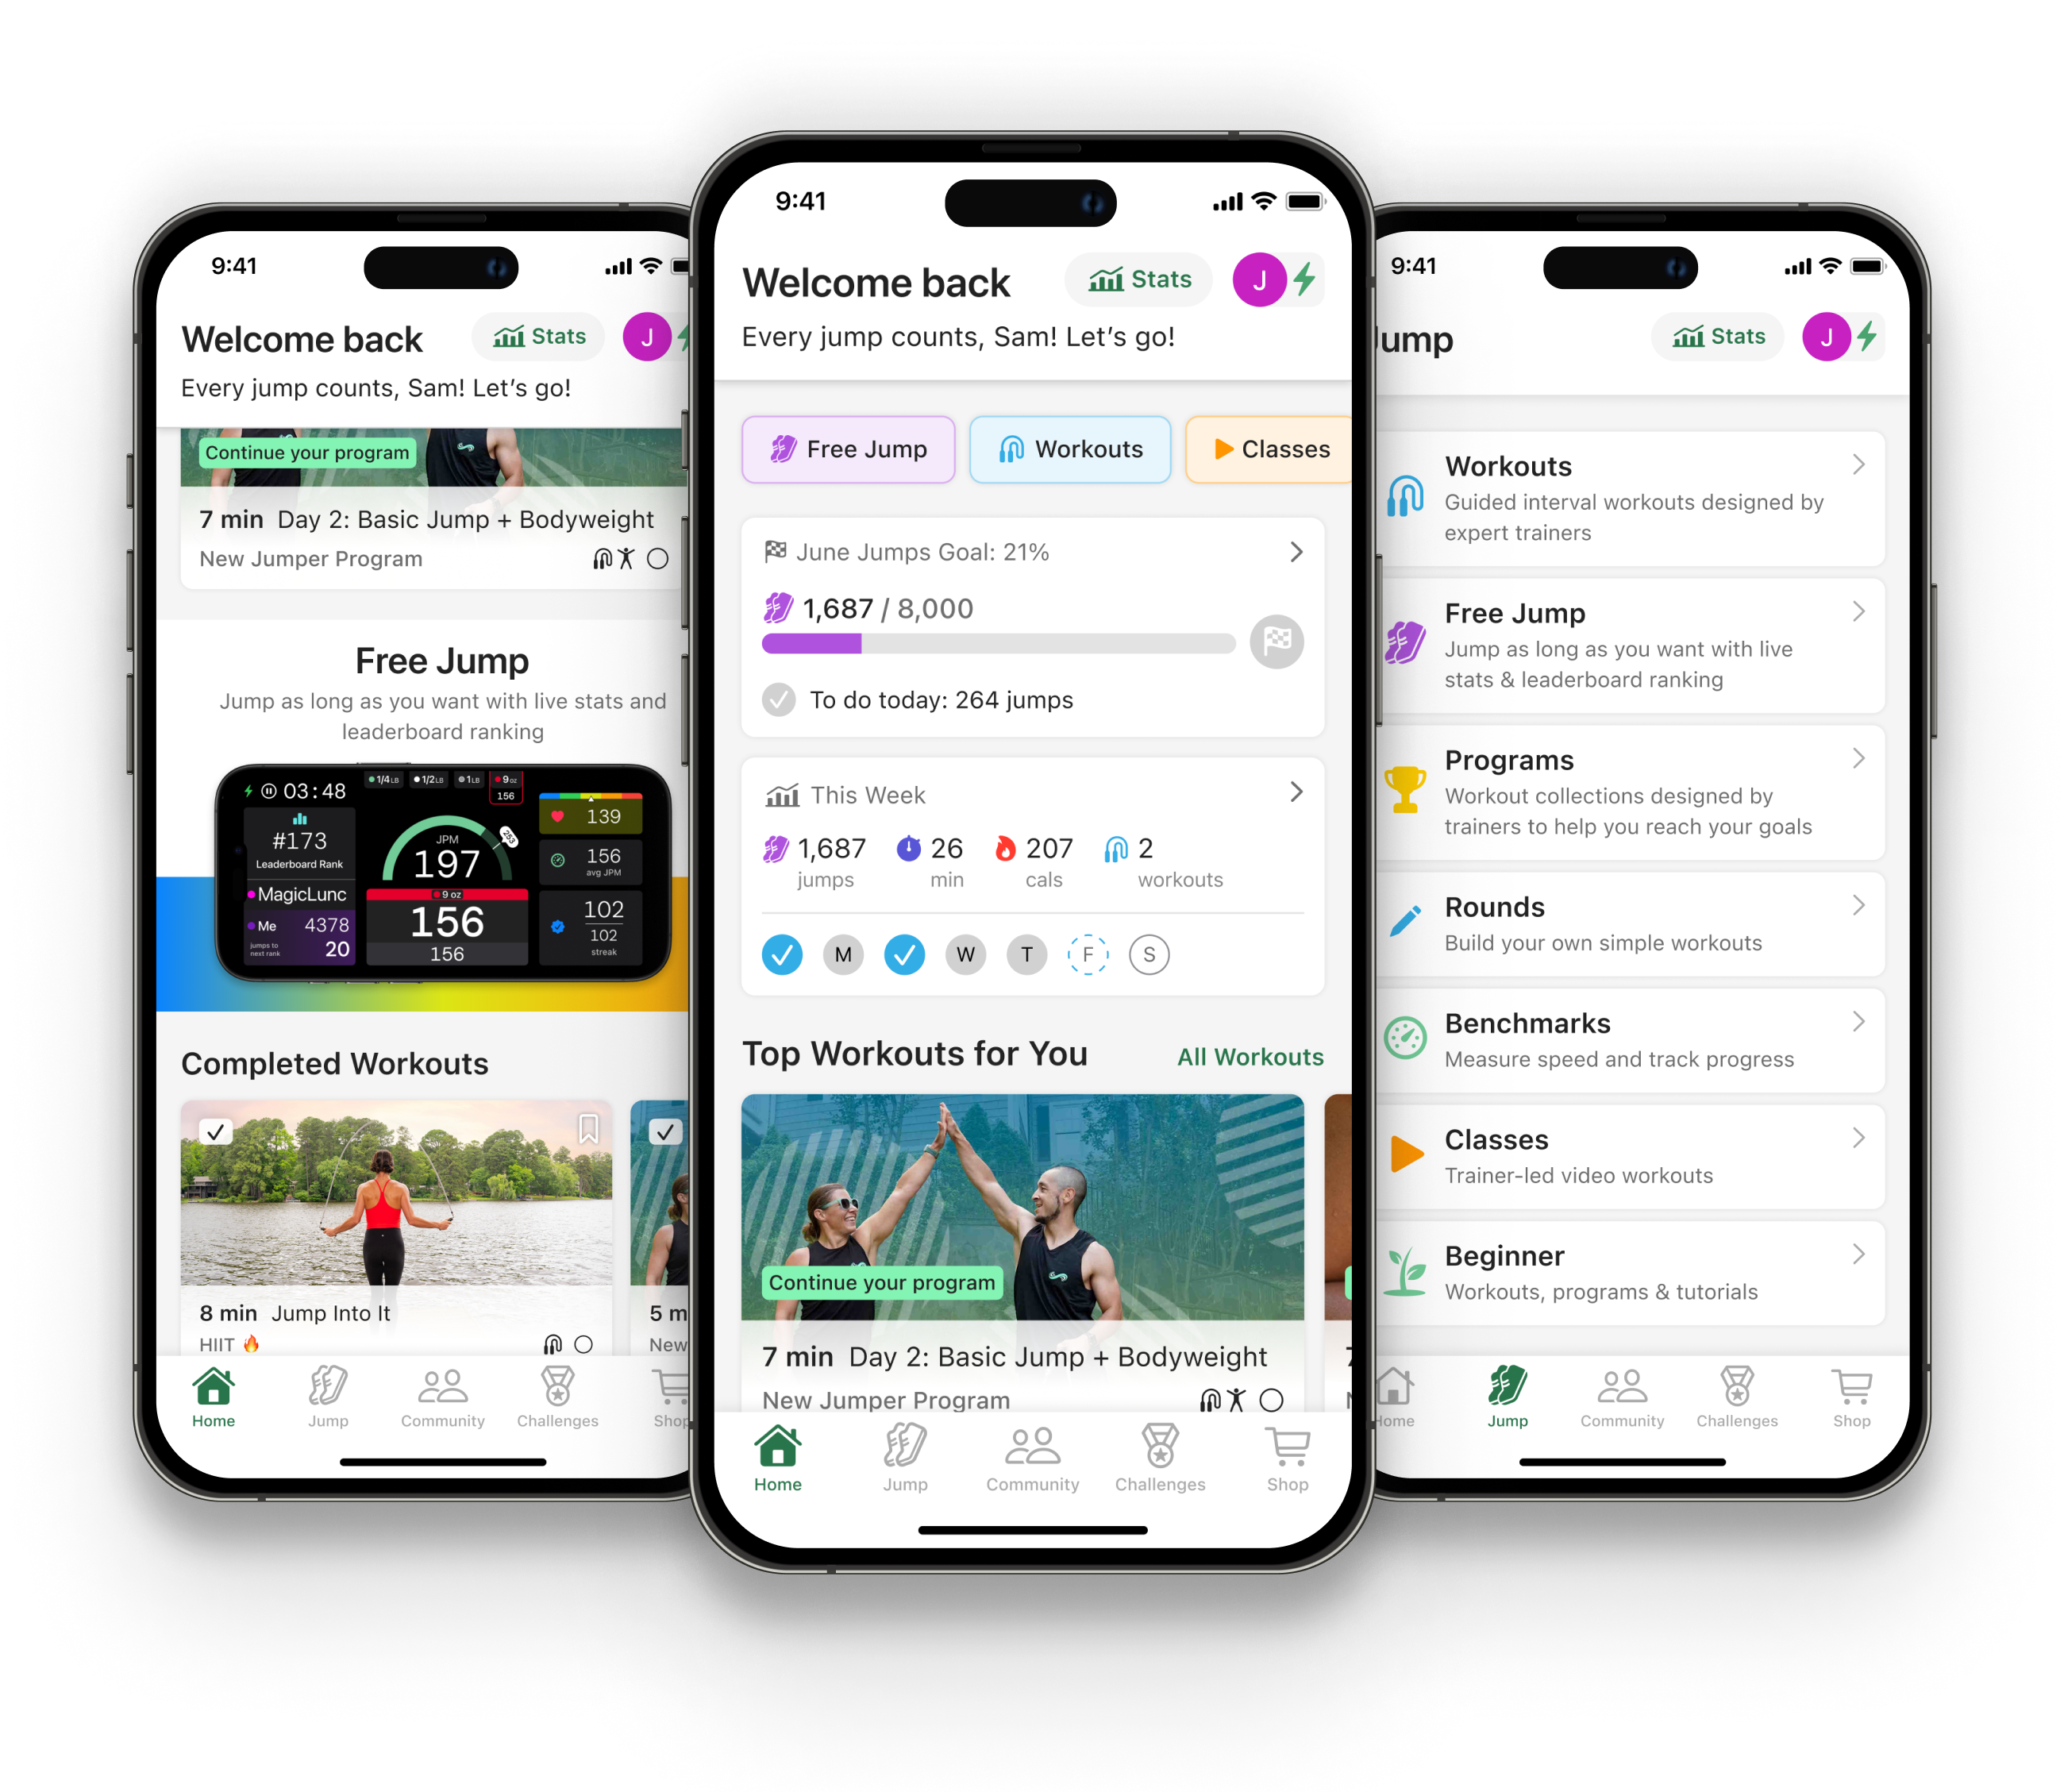 9:41
Welcome back
Stats
J
Every jump counts, Sam! Let’s go!
Continue your program
7 min Day 2: Basic Jump + Bodyweight
New Jumper Program
Free Jump
Jump as long as you want with live stats and
leaderboard ranking
03:48
1/4 LB
1/2 LB
1 LB
9 oz
156
#173
Leaderboard Rank
MagicLunc
Me 4378
jumps to
next rank
20
JPM
197
253
9 oz
156
156
139
156
avg JPM
102
102
streak
Completed Workouts
8 min Jump Into It
HIIT
5 m
New
Home
Jump
Community
Challenges
Shop
9:41
Welcome back
Stats
J
Every jump counts, Sam! Let’s go!
Free Jump
Workouts
Classes
June Jumps Goal: 21%
1,687 / 8,000
To do today: 264 jumps
This Week
1,687 26 207 2
jumps min cals workouts
M W T F S
Top Workouts for You
All Workouts
Continue your program
7 min Day 2: Basic Jump + Bodyweight
New Jumper Program
Home
Jump
Community
Challenges
Shop
9:41
Jump
Stats
J
Workouts
Guided interval workouts designed by
expert trainers
Free Jump
Jump as long as you want with live
stats & leaderboard ranking
Programs
Workout collections designed by
trainers to help you reach your goals
Rounds
Build your own simple workouts
Benchmarks
Measure speed and track progress
Classes
Trainer-led video workouts
Beginner
Workouts, programs & tutorials
Home
Jump
Community
Challenges
Shop